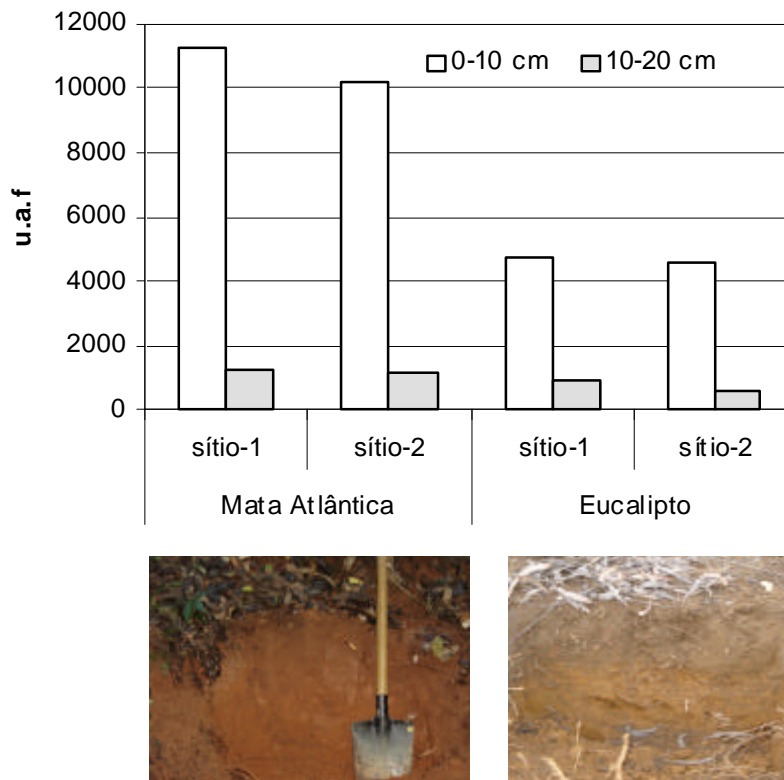 12000
0-10 cm 10-20 cm
10000
8000
u.a.f
6000
4000
2000
0
sítio-1 sítio-2 sítio-1 sítio-2
Mata Atlântica Eucalipto